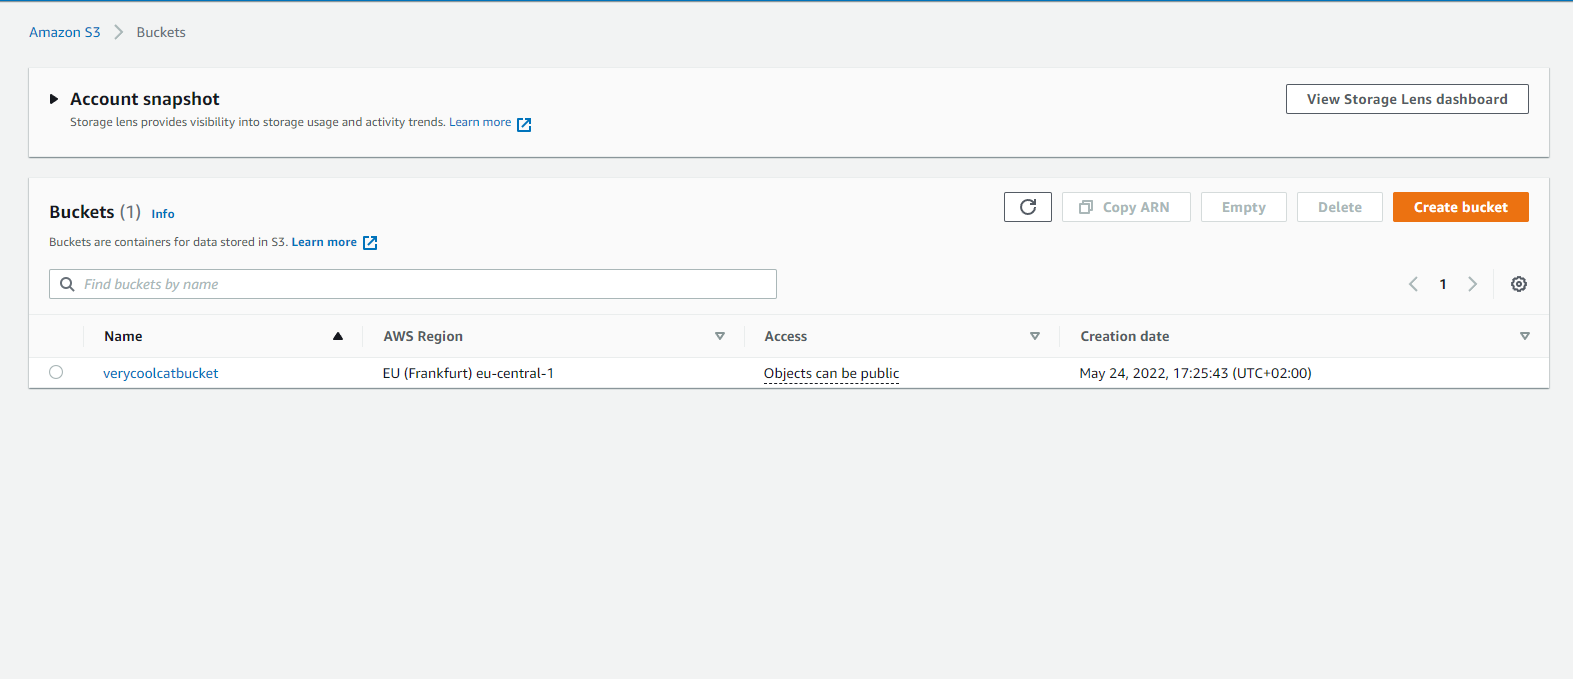 Amazon S3 Buckets
Account snapshot
View Storage Lens dashboard
Storage lens provides visibility into storage usage and activity trends. Learn more
Buckets (1) Info
Copy ARN Empty Delete Create bucket
Buckets are containers for data stored in S3. Learn more
Find buckets by name
1
Name AWS Region Access Creation date
verycoolcatbucket EU (Frankfurt) eu-central-1 Objects can be public May 24, 2022, 17:25:43 (UTC+02:00)